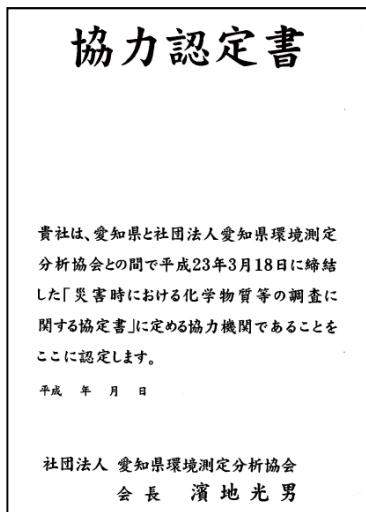 協力認定書
貴社は、愛知県と社団法人愛知県環境測定
分析協会との間で平成23年3月18日に締結
した「災害時における化学物質等の調査に
関する協定書」に定める協力機関であることを
ここに認定します。
平成　年　月　日
社団法人 愛知県環境測定分析協会
会長　濱地光男